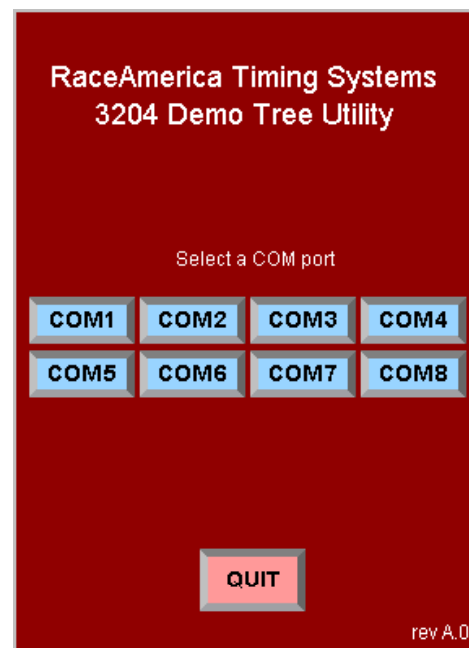 RaceAmerica Timing Systems
3204 Demo Tree Utility
Select a COM port
COM1 COM2 COM3 COM4
COM5 COM6 COM7 COM8
QUIT
rev A.0